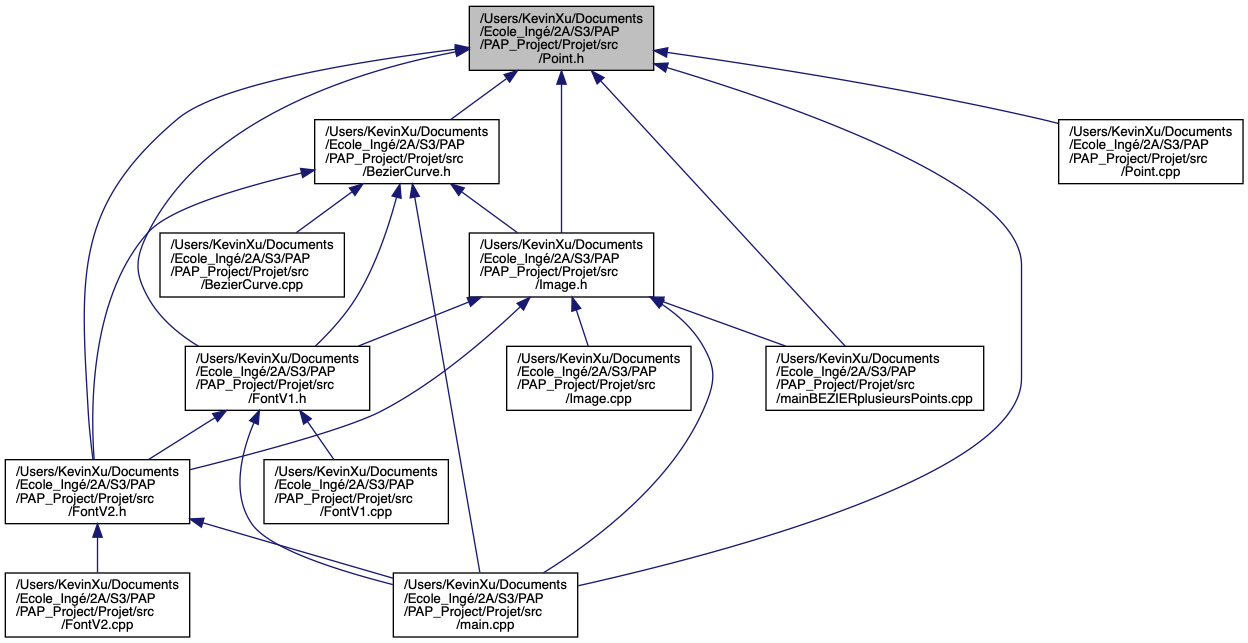 /Users/KevinXu/Documents
/Ecole_Ingé/2A/S3/PAP
/PAP_Project/Projet/src
/Point.h
/Users/KevinXu/Documents
/Ecole_Ingé/2A/S3/PAP
/PAP_Project/Projet/src
/BezierCurve.h
/Users/KevinXu/Documents
/Ecole_Ingé/2A/S3/PAP
/PAP_Project/Projet/src
/Point.cpp
/Users/KevinXu/Documents
/Ecole_Ingé/2A/S3/PAP
/PAP_Project/Projet/src
/BezierCurve.cpp
/Users/KevinXu/Documents
/Ecole_Ingé/2A/S3/PAP
/PAP_Project/Projet/src
/Image.h
/Users/KevinXu/Documents
/Ecole_Ingé/2A/S3/PAP
/PAP_Project/Projet/src
/FontV1.h
/Users/KevinXu/Documents
/Ecole_Ingé/2A/S3/PAP
/PAP_Project/Projet/src
/Image.cpp
/Users/KevinXu/Documents
/Ecole_Ingé/2A/S3/PAP
/PAP_Project/Projet/src
/mainBEZIERplusieursPoints.cpp
/Users/KevinXu/Documents
/Ecole_Ingé/2A/S3/PAP
/PAP_Project/Projet/src
/FontV2.h
/Users/KevinXu/Documents
/Ecole_Ingé/2A/S3/PAP
/PAP_Project/Projet/src
/FontV1.cpp
/Users/KevinXu/Documents
/Ecole_Ingé/2A/S3/PAP
/PAP_Project/Projet/src
/FontV2.cpp
/Users/KevinXu/Documents
/Ecole_Ingé/2A/S3/PAP
/PAP_Project/Projet/src
/main.cpp